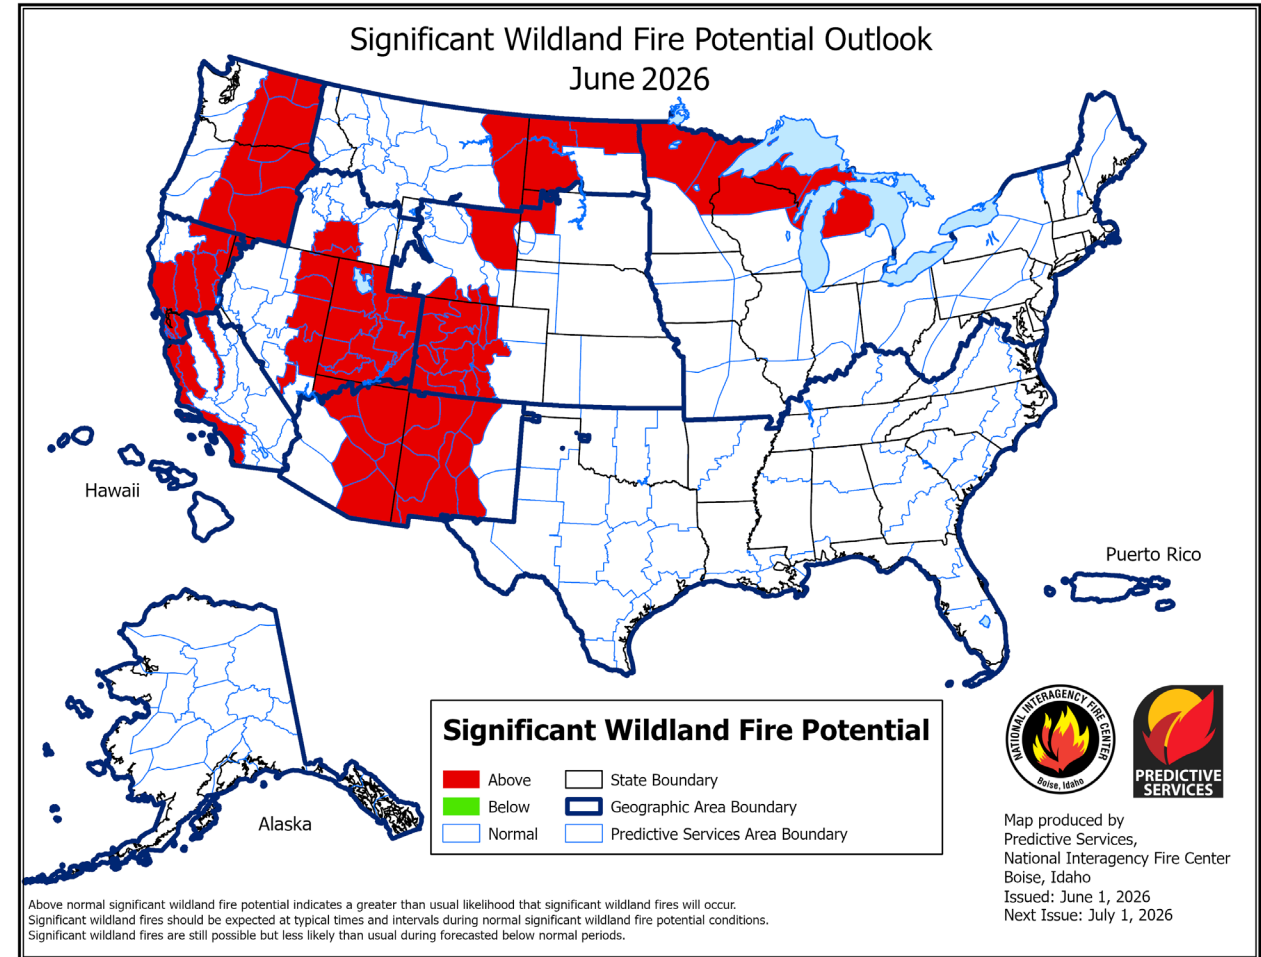 Significant Wildland Fire Potential Outlook
June 2026
Hawaii
Puerto Rico
Alaska
Significant Wildland Fire Potential
Above
State Boundary
Below
Geographic Area Boundary
Normal
Predictive Services Area Boundary
NATIONAL INTERAGENCY FIRE CENTER
Boise, Idaho
PREDICTIVE
SERVICES
Map produced by
Predictive Services,
National Interagency Fire Center
Boise, Idaho
Issued: June 1, 2026
Next Issue: July 1, 2026
Above normal significant wildland fire potential indicates a greater than usual likelihood that significant wildland fires will occur.
Significant wildland fires should be expected at typical times and intervals during normal significant wildland fire potential conditions.
Significant wildland fires are still possible but less likely than usual during forecasted below normal periods.